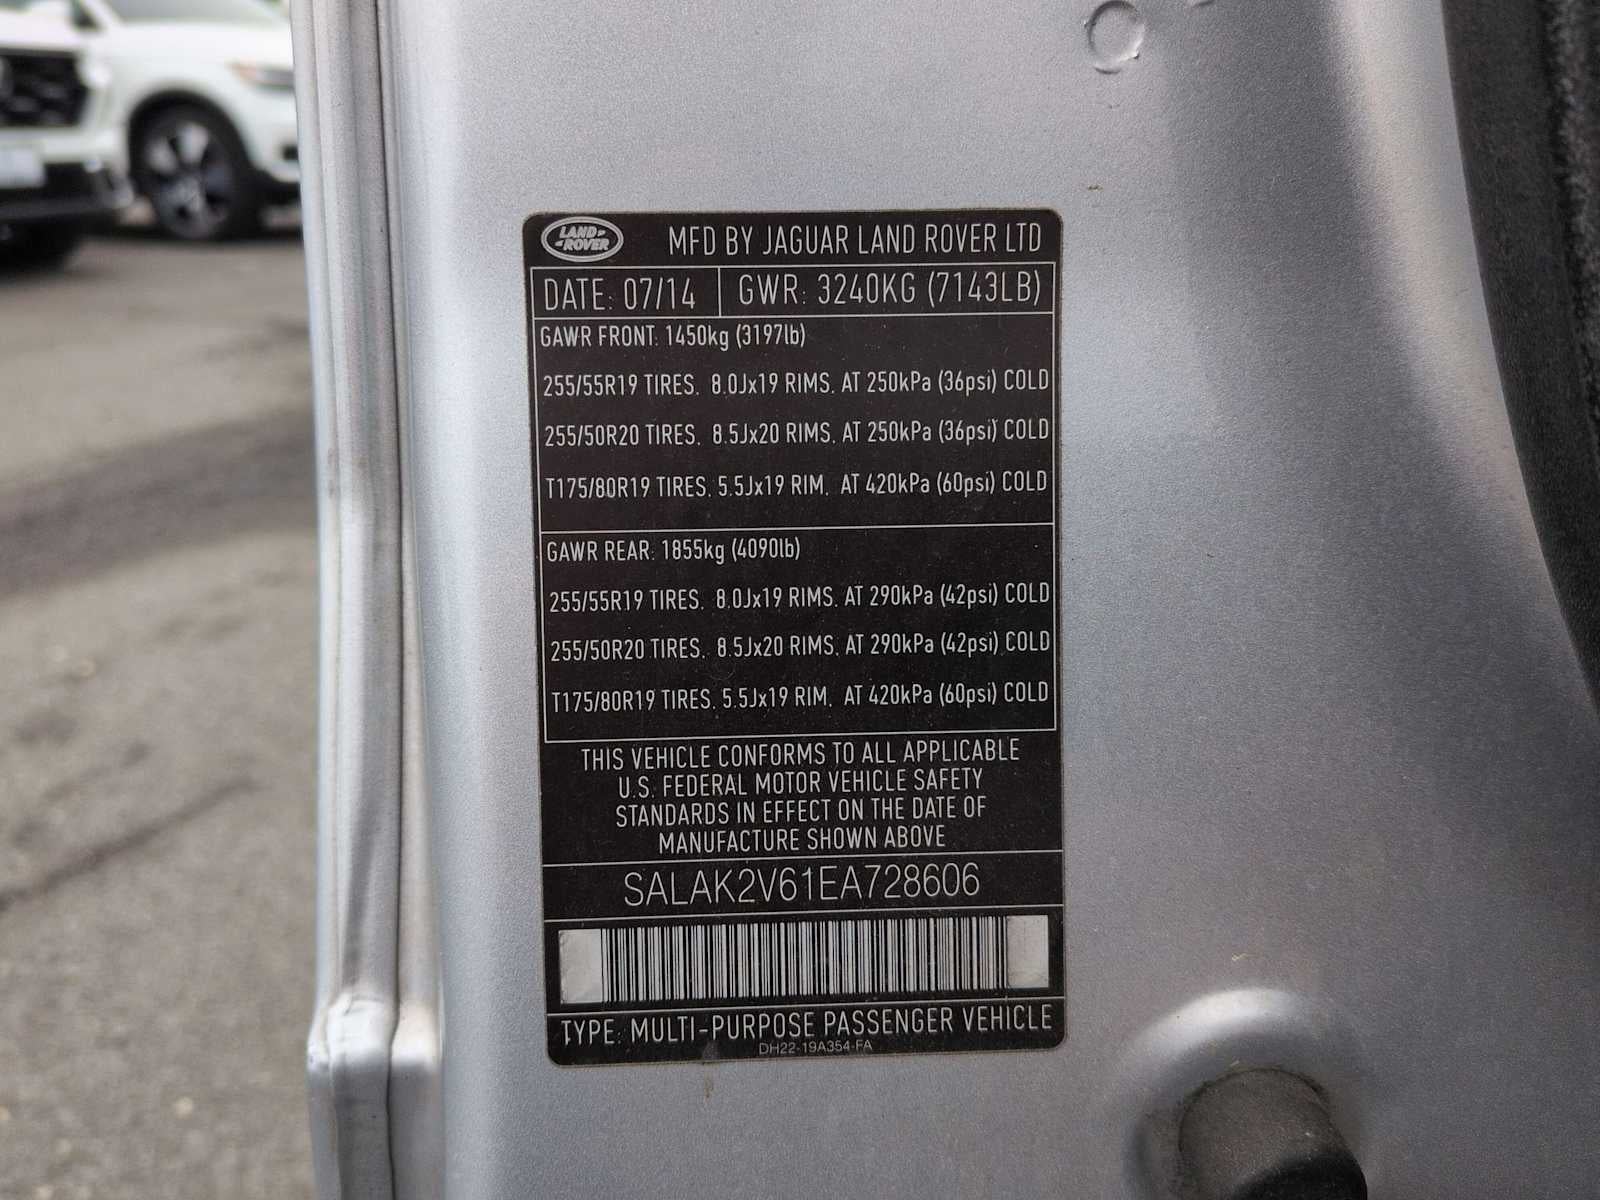 LAND-
-ROVER
MFD BY JAGUAR LAND ROVER LTD
DATE: 07/14 GWR: 3240KG (7143LB)
GAWR FRONT: 1450kg (3197lb)
255/55R19 TIRES, 8.0Jx19 RIMS, AT 250kPa (36psi) COLD
255/50R20 TIRES, 8.5Jx20 RIMS, AT 250kPa (36psi) COLD
T175/80R19 TIRES, 5.5Jx19 RIM, AT 420kPa (60psi) COLD
GAWR REAR: 1855kg (4090lb)
255/55R19 TIRES, 8.0Jx19 RIMS, AT 290kPa (42psi) COLD
255/50R20 TIRES, 8.5Jx20 RIMS, AT 290kPa (42psi) COLD
T175/80R19 TIRES, 5.5Jx19 RIM, AT 420kPa (60psi) COLD
THIS VEHICLE CONFORMS TO ALL APPLICABLE
U.S. FEDERAL MOTOR VEHICLE SAFETY
STANDARDS IN EFFECT ON THE DATE OF
MANUFACTURE SHOWN ABOVE
SALAK2V61EA728606
TYPE: MULTI-PURPOSE PASSENGER VEHICLE
DH22-19A354-FA